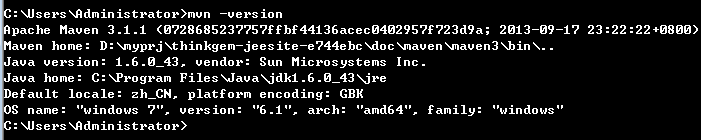 C:\Users\Administrator>mvn -version
Apache Maven 3.1.1 (0728685237757ffbf44136acec0402957f723d9a; 2013-09-17 23:22:22+0800)
Maven home: D:\myprj\thinkgem-jeesite-e744ebc\doc\maven\maven3\bin\..
Java version: 1.6.0_43, vendor: Sun Microsystems Inc.
Java home: C:\Program Files\Java\jdk1.6.0_43\jre
Default locale: zh_CN, platform encoding: GBK
OS name: "windows 7", version: "6.1", arch: "amd64", family: "windows"
C:\Users\Administrator>